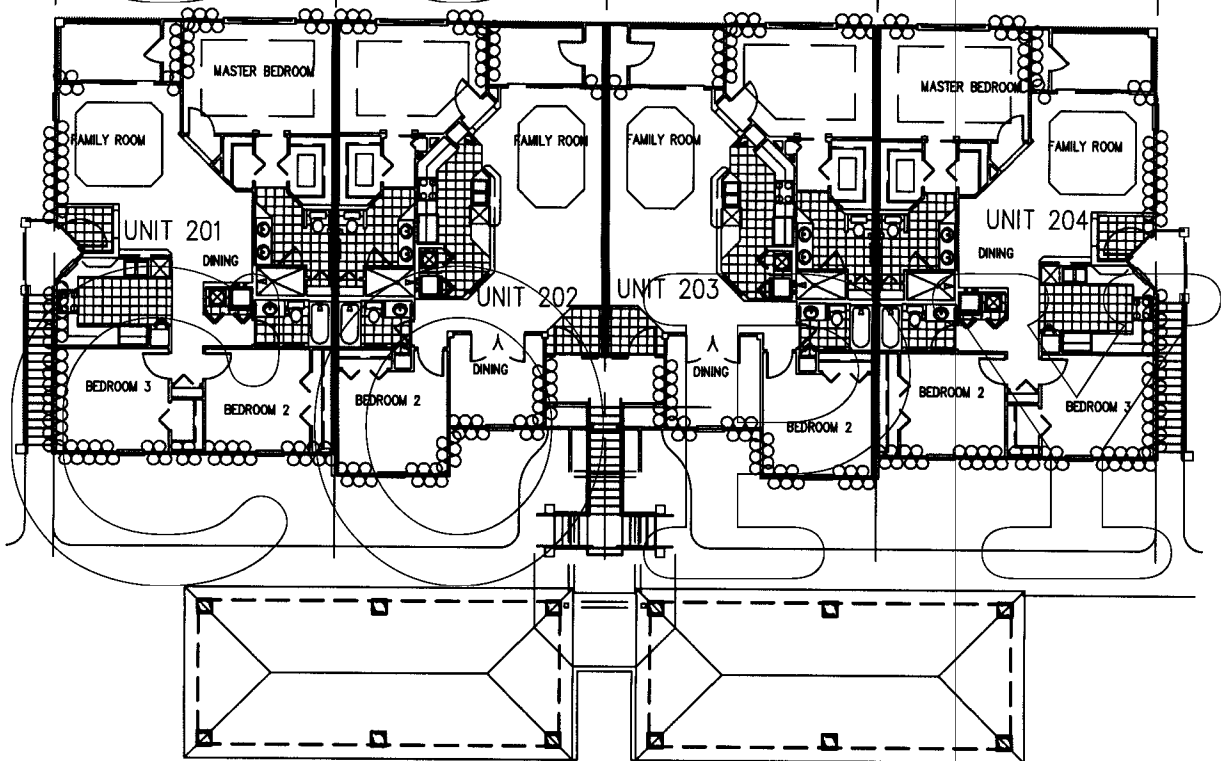 MASTER BEDROOM
MASTER BEDROOM
FAMILY ROOM
FAMILY ROOM
FAMILY ROOM
FAMILY ROOM
UNIT 201
UNIT 204
DINING
DINING
UNIT 202
UNIT 203
COPY
DINING
DINING
BEDROOM 3
BEDROOM 2
BEDROOM 2
BEDROOM 2
BEDROOM 2
BEDROOM 3